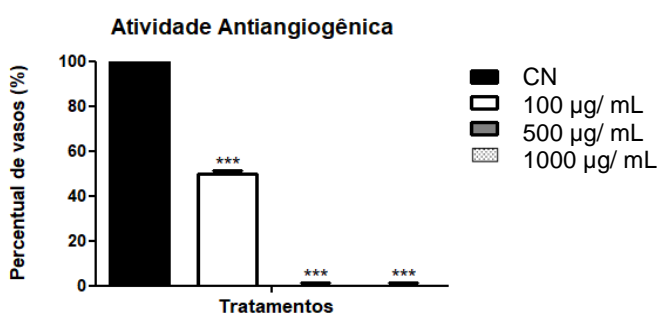 Atividade Antiangiogênica
Percentual de vasos (%)
100
80
60
40
20
0
***
***
***
Tratamentos
CN
100 µg/ mL
500 µg/ mL
1000 µg/ mL